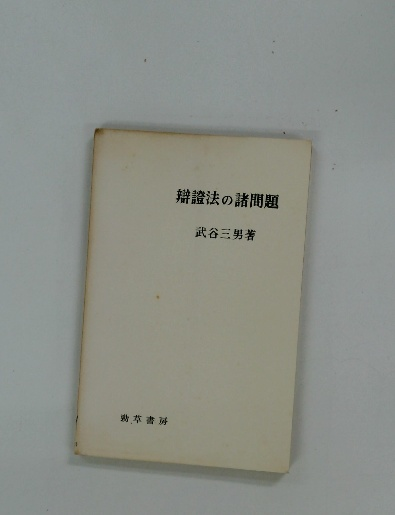 辯證法の諸問題
武谷三男著
勁草書房